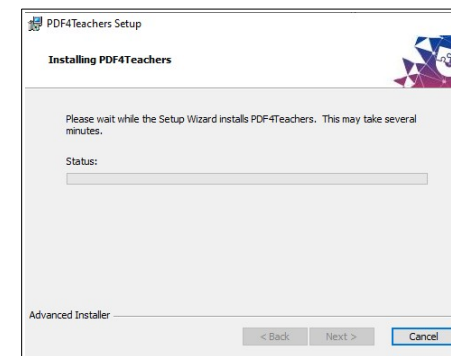 PDF4Teachers Setup
Installing PDF4Teachers
Please wait while the Setup Wizard installs PDF4Teachers. This may take several
minutes.
Status:
Advanced Installer
< Back Next > Cancel